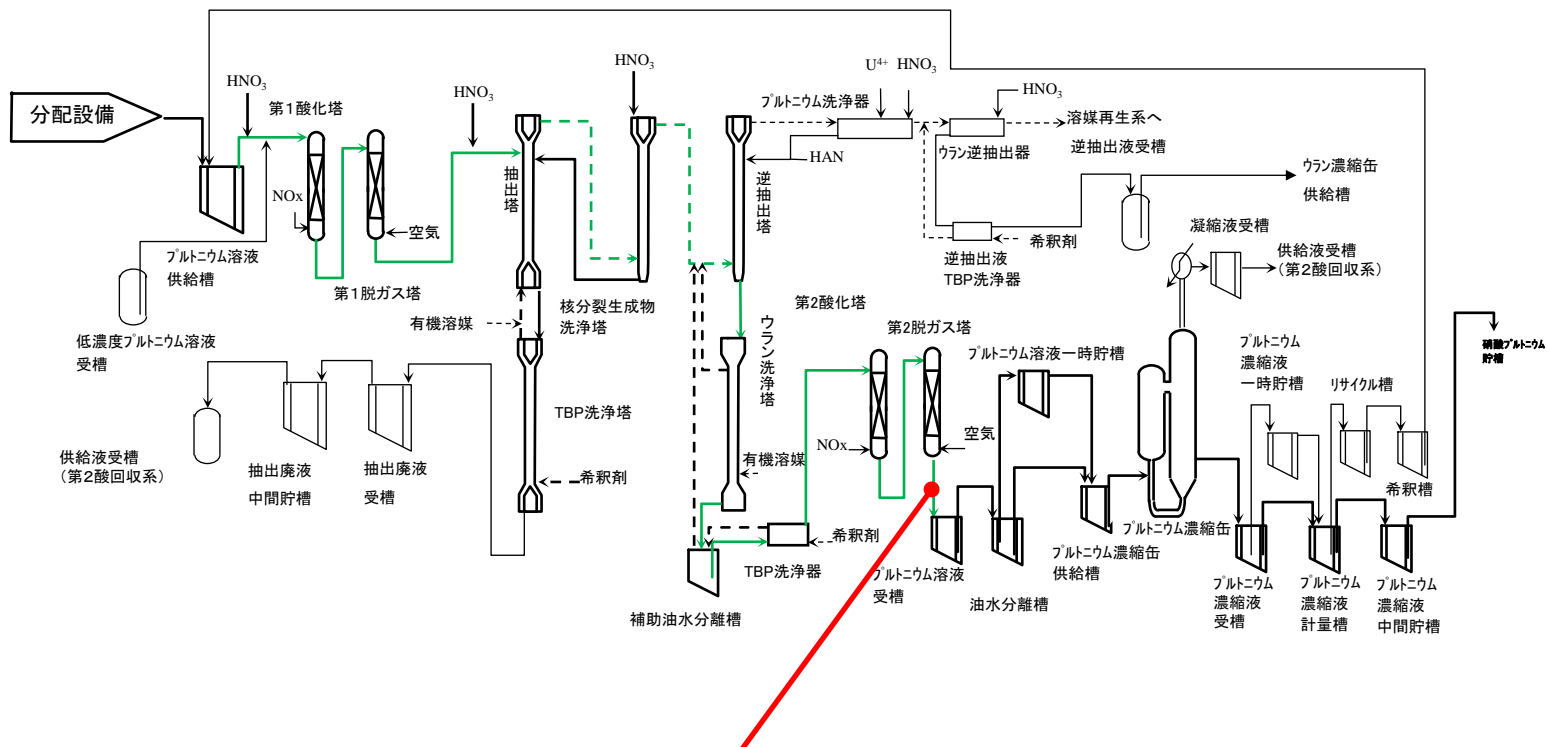 分配設備
HNO₃
第1酸化塔
NOx
プルトニウム溶液
供給槽
低濃度プルトニウム溶液
受槽
空気
第1脱ガス塔
HNO₃
抽出塔
有機溶媒
核分裂生成物
洗浄塔
HNO₃
TBP洗浄塔
希釈剤
供給液受槽
(第2酸回収系)
抽出廃液
中間貯槽
抽出廃液
受槽
逆抽出塔
プルトニウム洗浄器
U⁴⁺ HNO₃
HAN
HNO₃
ウラン逆抽出器
溶媒再生系へ
逆抽出液受槽
希釈剤
逆抽出液
TBP洗浄器
ウラン濃縮缶
供給槽
凝縮液受槽
供給液受槽
(第2酸回収系)
ウラン洗浄塔
有機溶媒
補助油水分離槽
TBP洗浄器
希釈剤
第2酸化塔
NOx
第2脱ガス塔
空気
プルトニウム溶液
受槽
油水分離槽
プルトニウム溶液一時貯槽
プルトニウム濃縮缶
供給槽
プルトニウム濃縮缶
プルトニウム
濃縮液
受槽
プルトニウム
濃縮液
一時貯槽
プルトニウム
濃縮液
計量槽
リサイクル槽
希釈槽
プルトニウム
濃縮液
中間貯槽
硝酸プルトニウム
貯槽